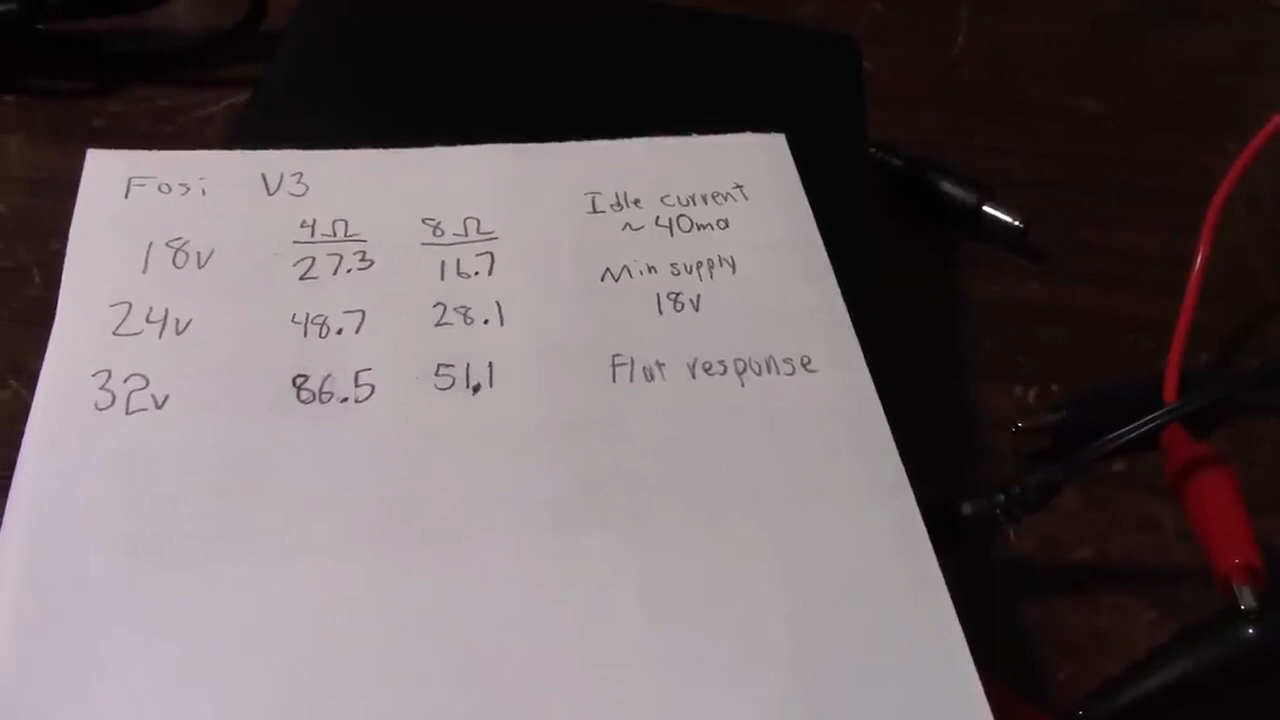 Fosi V3
4Ω 8Ω
18v 27.3 16.7
24v 48.7 28.1
32v 86.5 51.1
Idle current
~ 40ma
Min supply
18v
Flat response